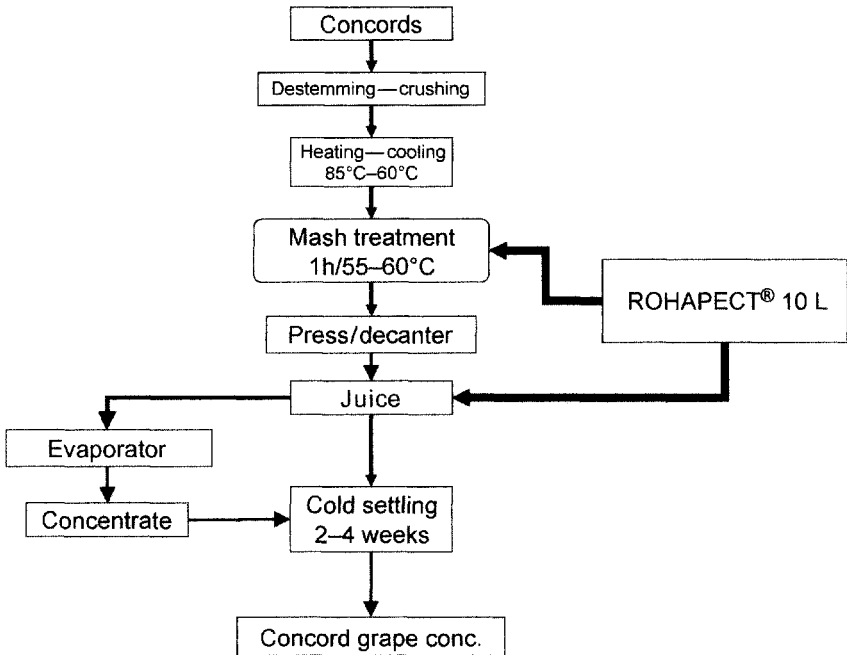 Concords
Destemming—crushing
Heating—cooling
85°C–60°C
Mash treatment
1h/55–60°C
ROHAPECT® 10 L
Press/decanter
Juice
Evaporator
Concentrate
Cold settling
2–4 weeks
Concord grape conc.